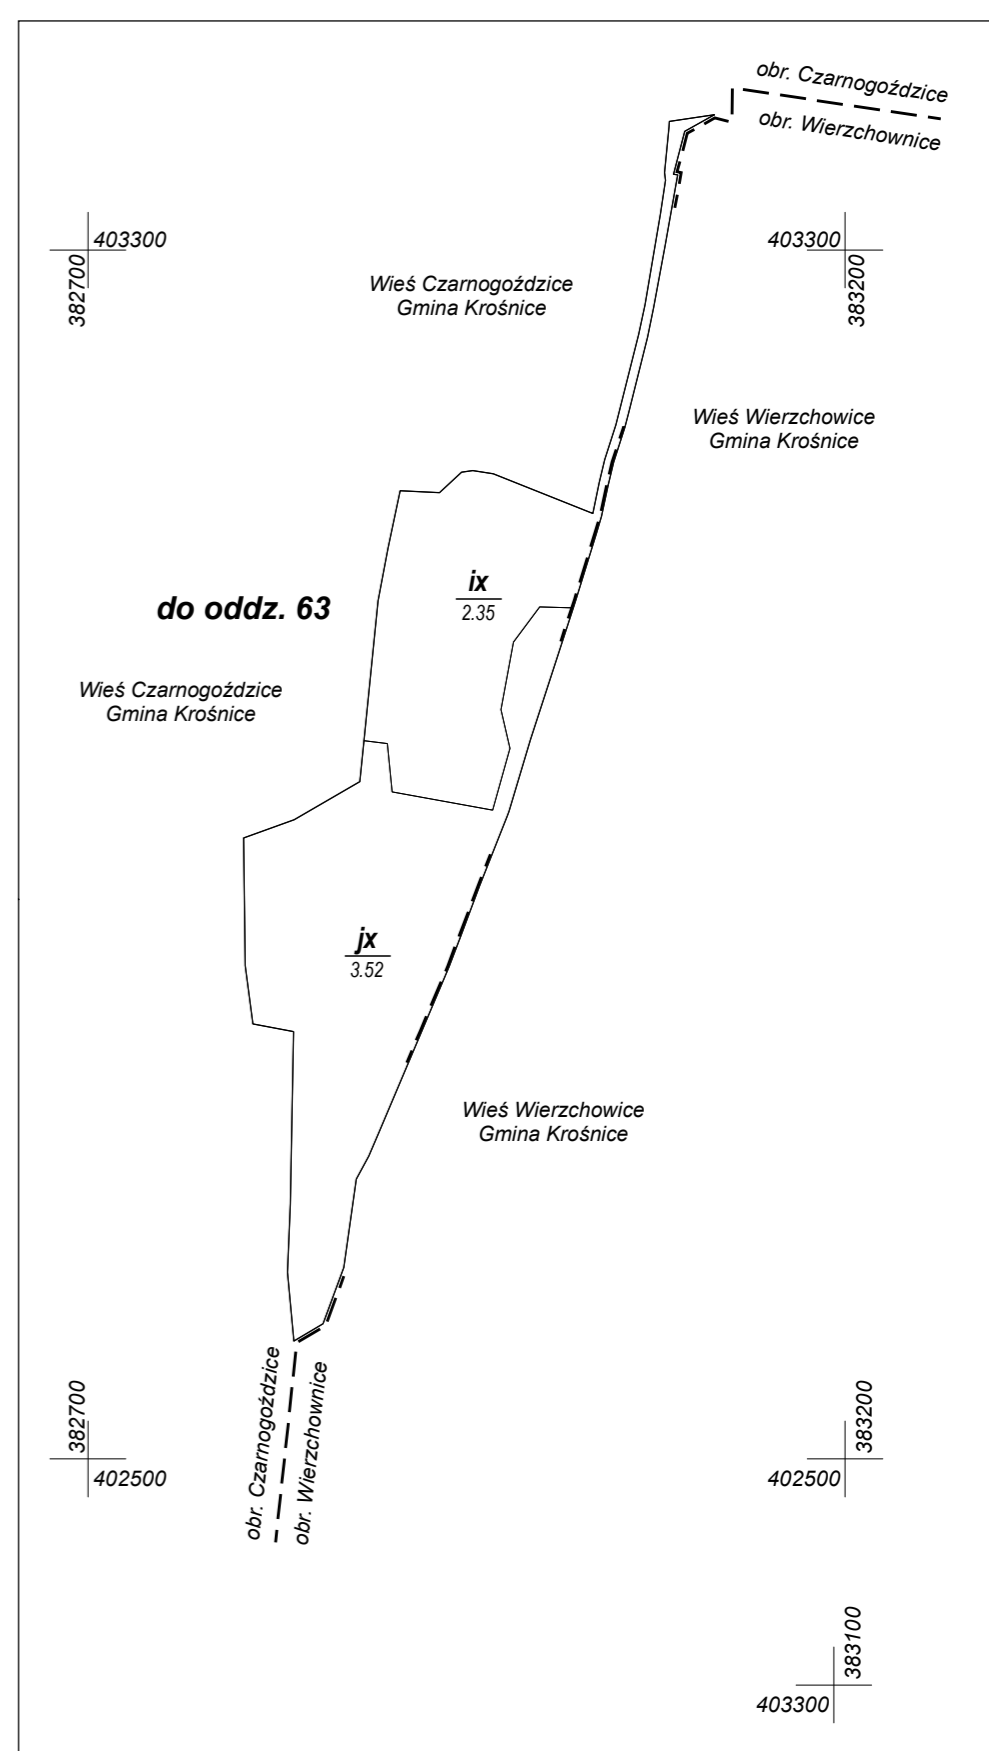 obr. Czarnogoździce
obr. Wierzchownice
403300
382700
403300
383200
Wieś Czarnogoździce
Gmina Krośnice
Wieś Wierzchowice
Gmina Krośnice
ix
2.35
do oddz. 63
Wieś Czarnogoździce
Gmina Krośnice
jx
3.52
Wieś Wierzchowice
Gmina Krośnice
obr. Czarnogoździce
obr. Wierzchownice
382700
402500
383200
402500
383100
403300